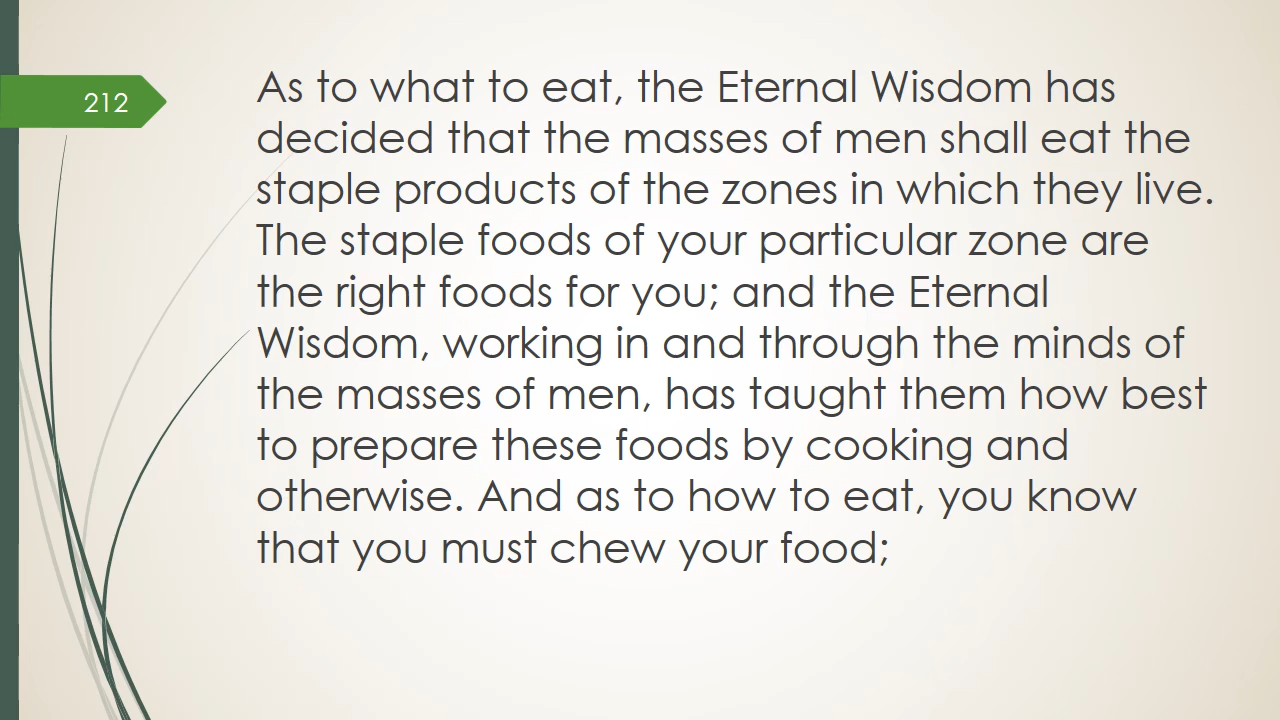 212
As to what to eat, the Eternal Wisdom has
decided that the masses of men shall eat the
staple products of the zones in which they live.
The staple foods of your particular zone are
the right foods for you; and the Eternal
Wisdom, working in and through the minds of
the masses of men, has taught them how best
to prepare these foods by cooking and
otherwise. And as to how to eat, you know
that you must chew your food;